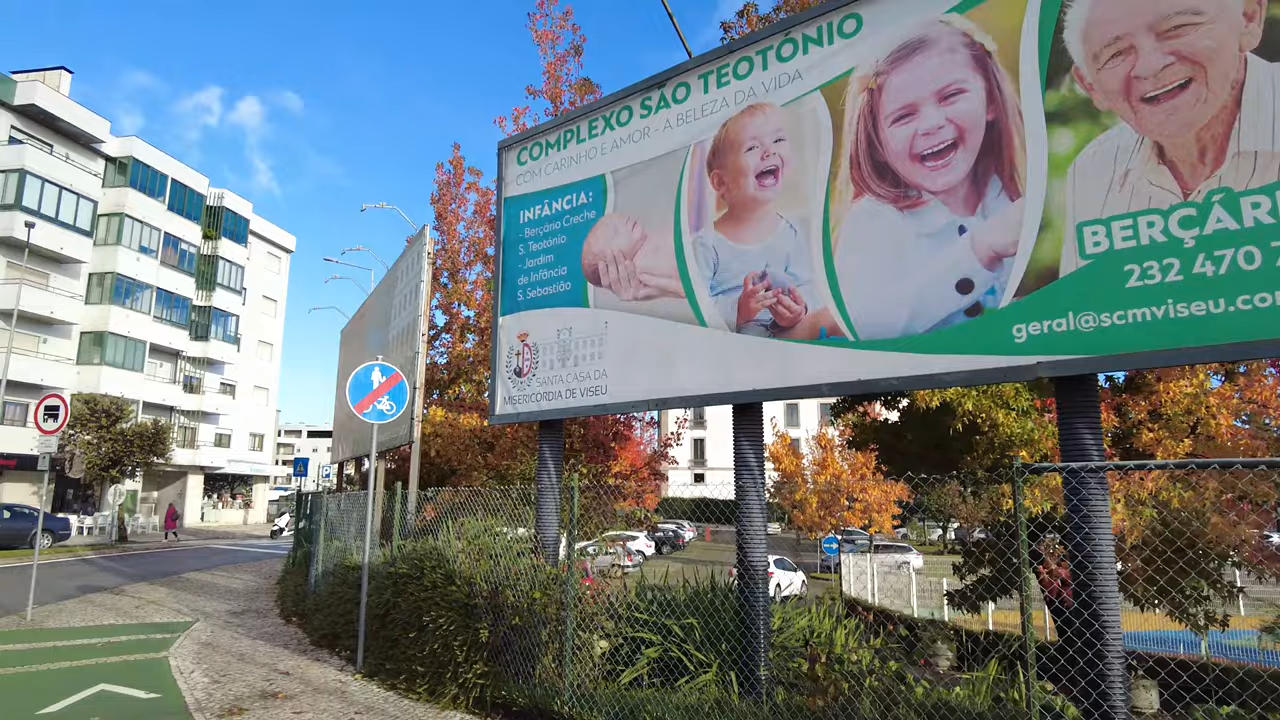 COMPLEXO SÃO TEOTÓNIO
COM CARINHO E AMOR - A BELEZA DA VIDA
INFÂNCIA:
- Berçário Creche
S. Teotónio
- Jardim
de Infância
S. Sebastião
SANTA CASA DA
MISERICÓRDIA DE VISEU
BERÇÁR
232 470 7
geral@scmviseu.co
P